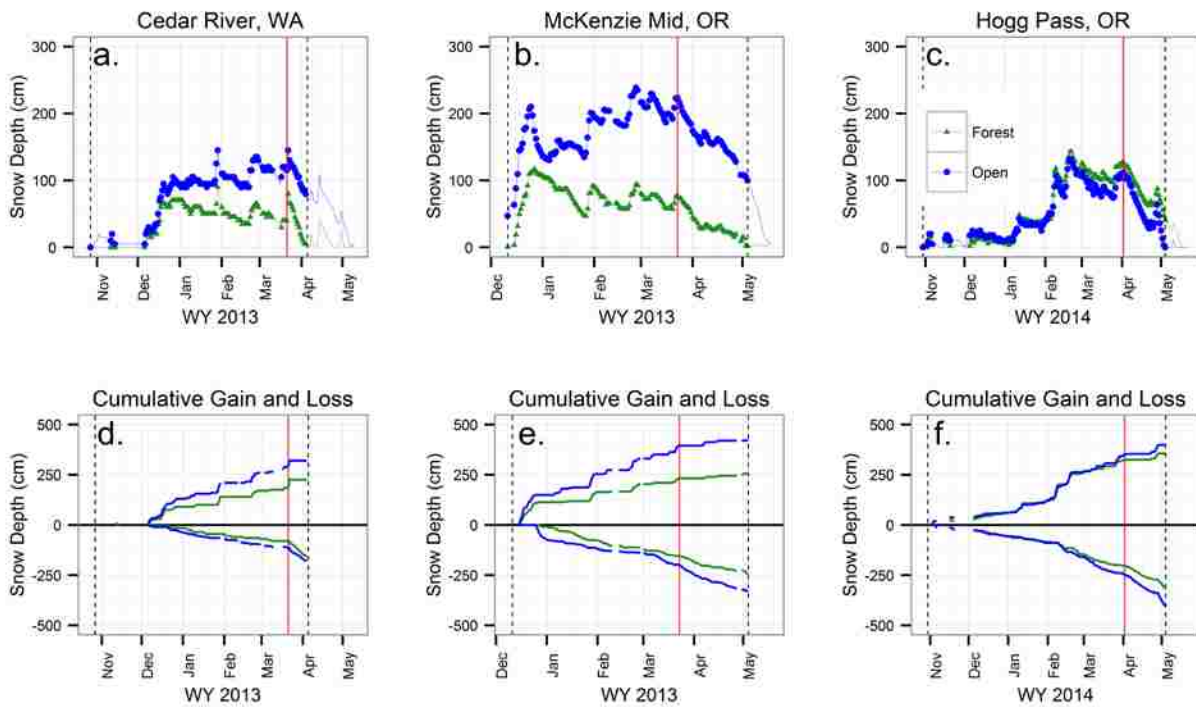 Cedar River, WA
McKenzie Mid, OR
Hogg Pass, OR
a.
b.
c.
Snow Depth (cm)
300
200
100
0
Nov
Dec
Jan
Feb
Mar
Apr
May
WY 2013
Snow Depth (cm)
300
200
100
0
Dec
Jan
Feb
Mar
Apr
May
WY 2013
Snow Depth (cm)
300
200
100
0
Forest
Open
Nov
Dec
Jan
Feb
Mar
Apr
May
WY 2014
Cumulative Gain and Loss
Cumulative Gain and Loss
Cumulative Gain and Loss
d.
e.
f.
Snow Depth (cm)
500
250
0
-250
-500
Nov
Dec
Jan
Feb
Mar
Apr
May
WY 2013
Snow Depth (cm)
500
250
0
-250
-500
Dec
Jan
Feb
Mar
Apr
May
WY 2013
Snow Depth (cm)
500
250
0
-250
-500
Nov
Dec
Jan
Feb
Mar
Apr
May
WY 2014